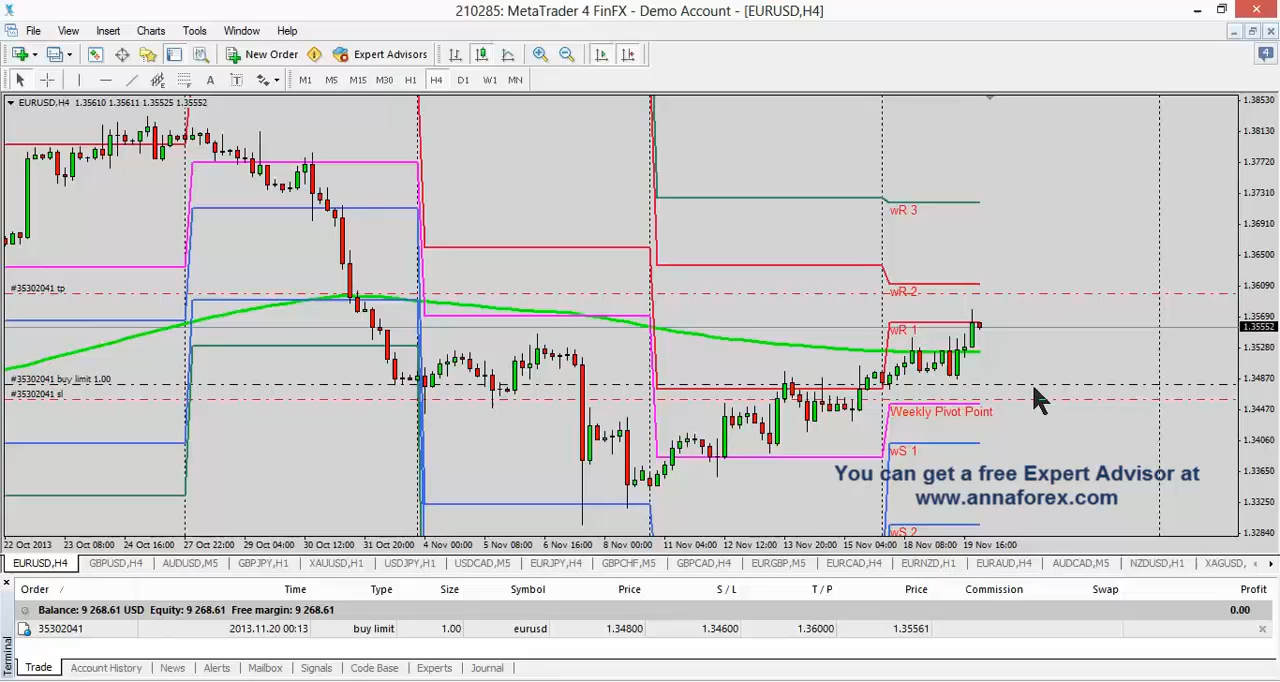 210285: MetaTrader 4 FinFX - Demo Account - [EURUSD,H4]
File View Insert Charts Tools Window Help
4
New Order Expert Advisors
A T M1 M5 M15 M30 H1 H4 D1 W1 MN
EURUSD,H4 1.35610 1.35611 1.35525 1.35552
1.38530
1.38130
1.37720
1.37310
wR 3
1.36910
1.36500
#35302041 tp
wR 2
1.36090
1.35690
wR 1
1.35552
1.35280
#35302041 buy limit 1.00
1.34870
#35302041 sl
Weekly Pivot Point
1.34470
1.34060
wS 1
You can get a free Expert Advisor at
1.33650
www.annaforex.com
1.33250
wS 2
1.32840
22 Oct 2013 23 Oct 08:00 24 Oct 16:00 27 Oct 22:00 29 Oct 04:00 30 Oct 12:00 31 Oct 20:00 4 Nov 00:00 5 Nov 08:00 6 Nov 16:00 8 Nov 00:00 11 Nov 04:00 12 Nov 12:00 13 Nov 20:00 15 Nov 04:00 18 Nov 08:00 19 Nov 16:00
EURUSD,H4 GBPUSD,H4 AUDUSD,M5 GBPJPY,H1 XAUUSD,H1 USDJPY,H1 USDCAD,M5 EURJPY,H4 GBPCHF,M5 GBPCAD,H4 EURGBP,M5 EURCAD,H4 EURNZD,H1 EURAUD,H4 AUDCAD,M5 NZDUSD,H1 XAGUSD,
Order / Time Type Size Symbol Price S / L T / P Price Commission Swap Profit
Balance: 9 268.61 USD Equity: 9 268.61 Free margin: 9 268.61 0.00
35302041 2013.11.20 00:13 buy limit 1.00 eurusd 1.34800 1.34600 1.36000 1.35561
Terminal
Trade Account History News Alerts Mailbox Signals Code Base Experts Journal